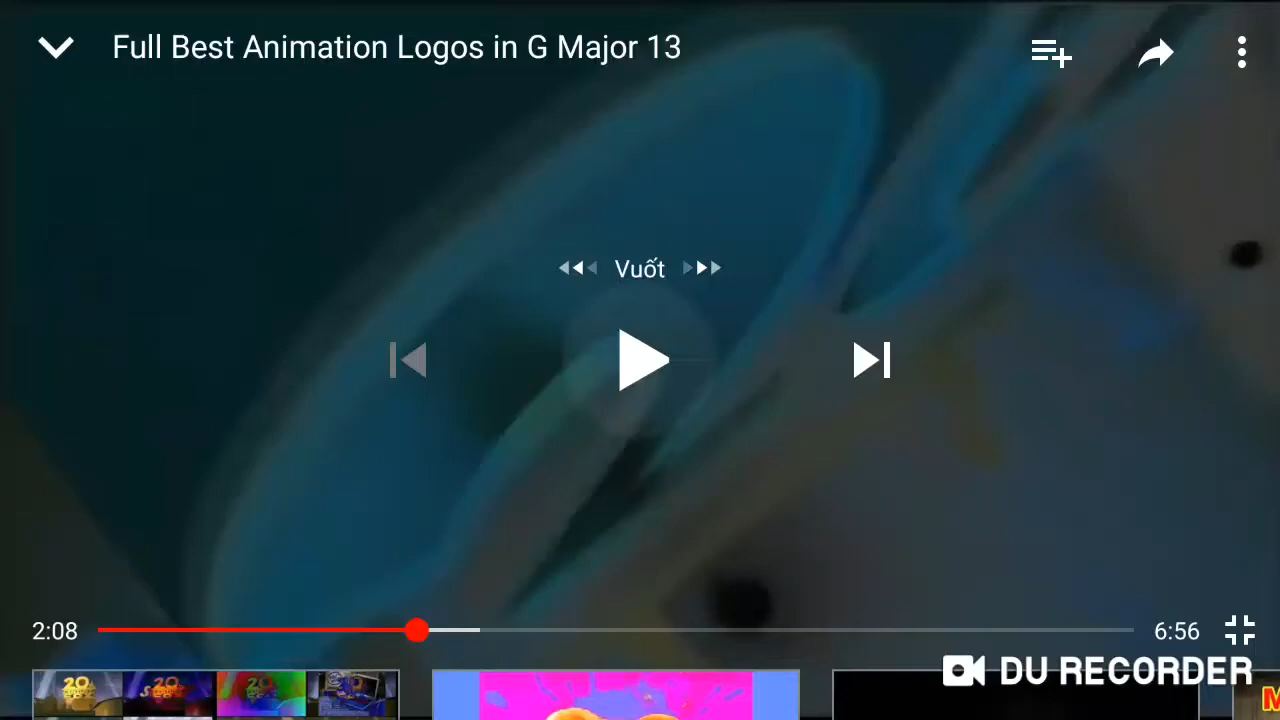 Full Best Animation Logos in G Major 13
Vuốt
2:08
6:56
DU RECORDER